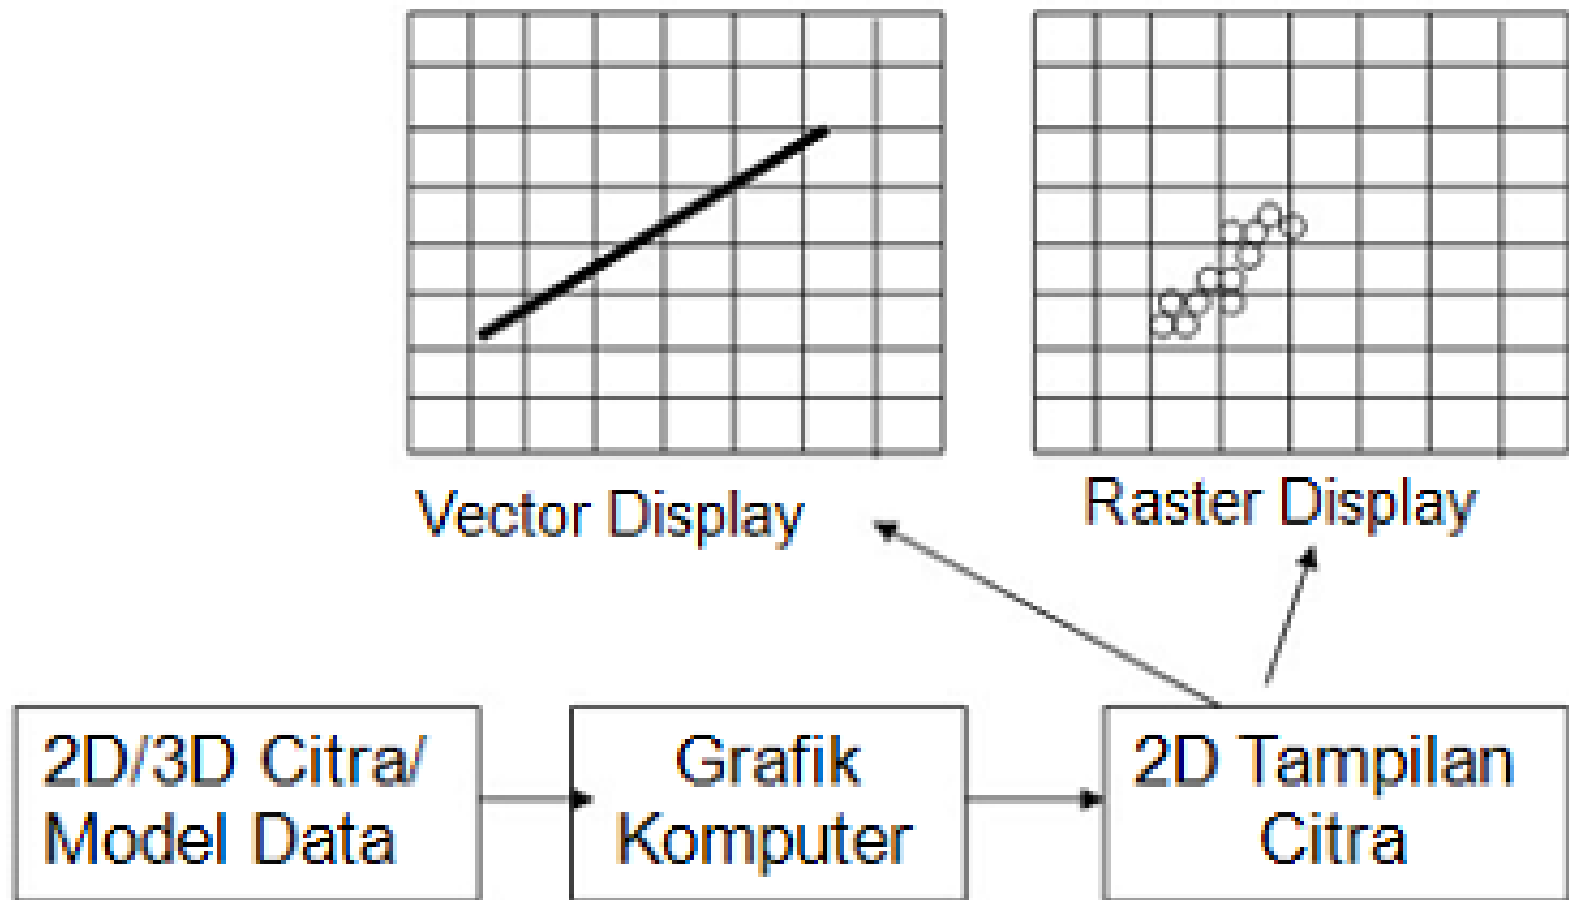 Vector Display
Raster Display
2D/3D Citra/
Model Data
Grafik
Komputer
2D Tampilan
Citra